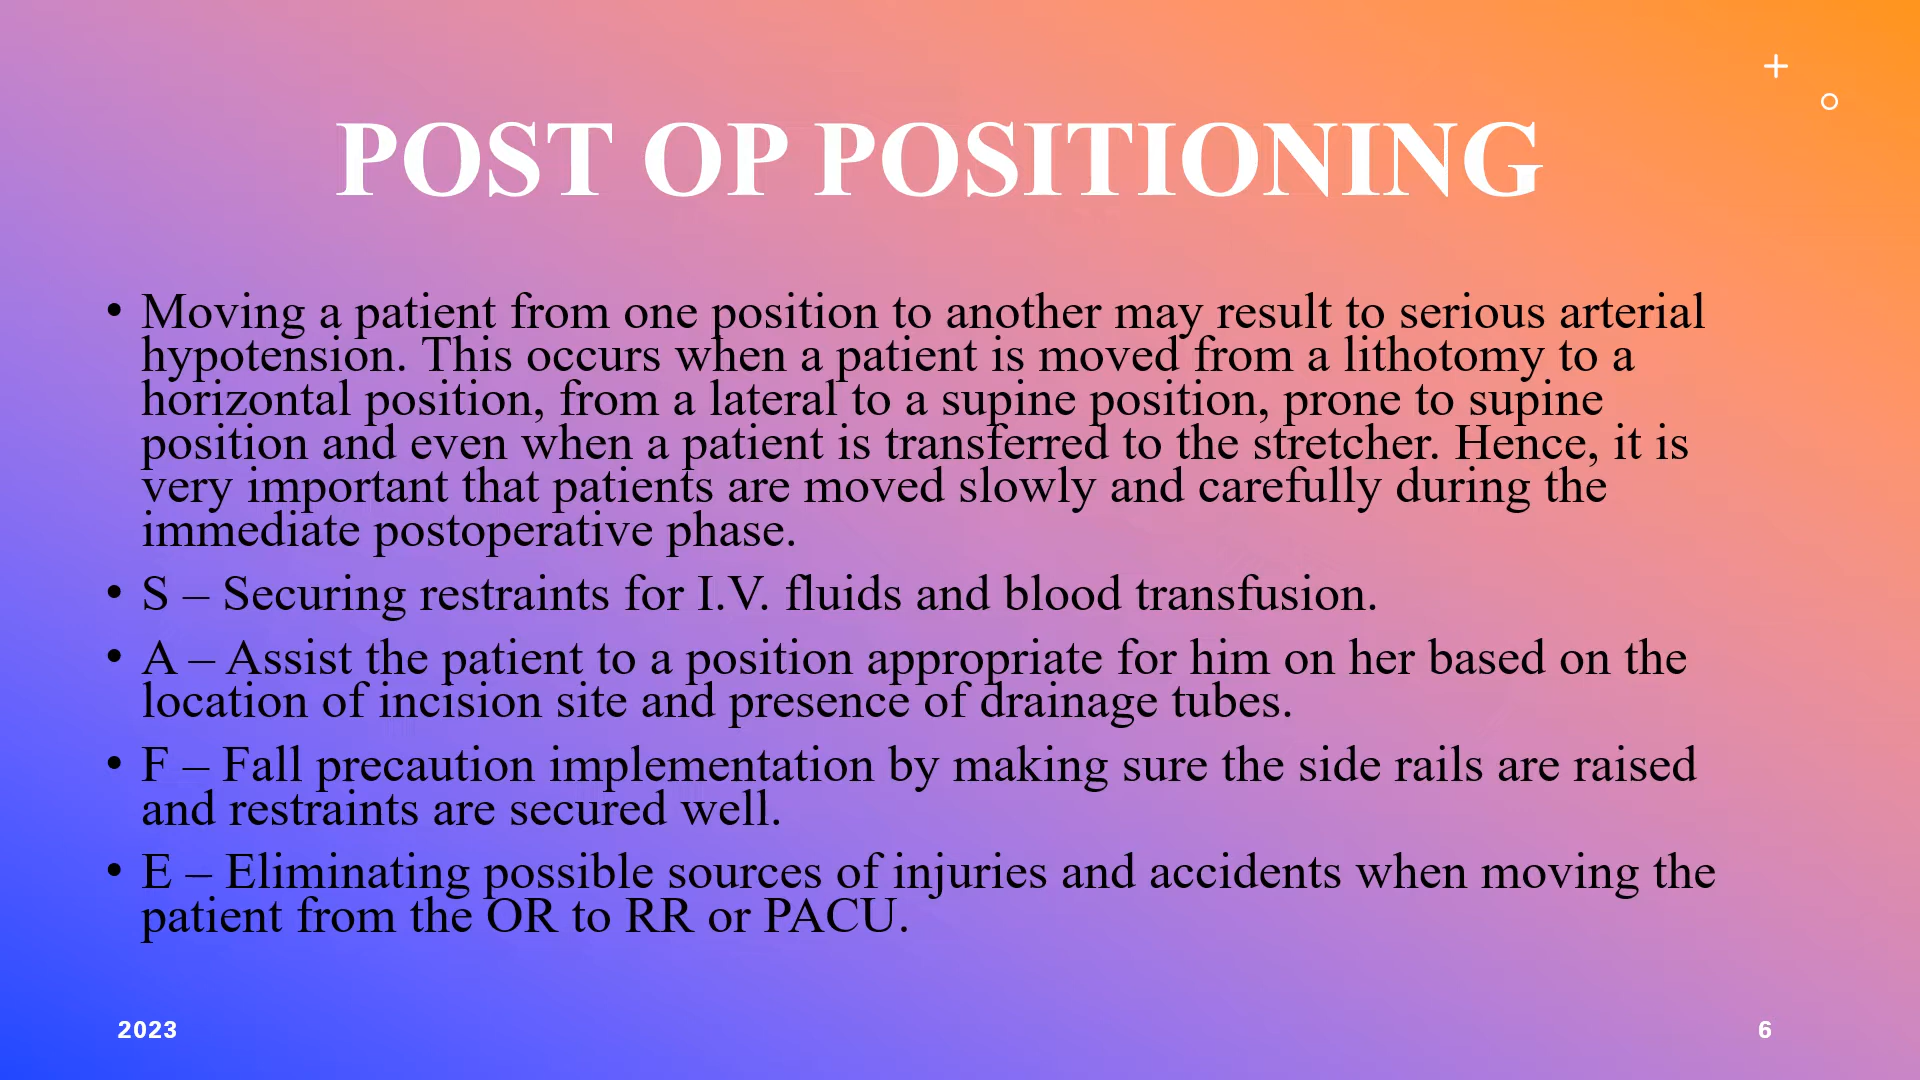 POST OP POSITIONING
• Moving a patient from one position to another may result to serious arterial
hypotension. This occurs when a patient is moved from a lithotomy to a
horizontal position, from a lateral to a supine position, prone to supine
position and even when a patient is transferred to the stretcher. Hence, it is
very important that patients are moved slowly and carefully during the
immediate postoperative phase.
• S – Securing restraints for I.V. fluids and blood transfusion.
• A – Assist the patient to a position appropriate for him on her based on the
location of incision site and presence of drainage tubes.
• F – Fall precaution implementation by making sure the side rails are raised
and restraints are secured well.
• E – Eliminating possible sources of injuries and accidents when moving the
patient from the OR to RR or PACU.
2023
6